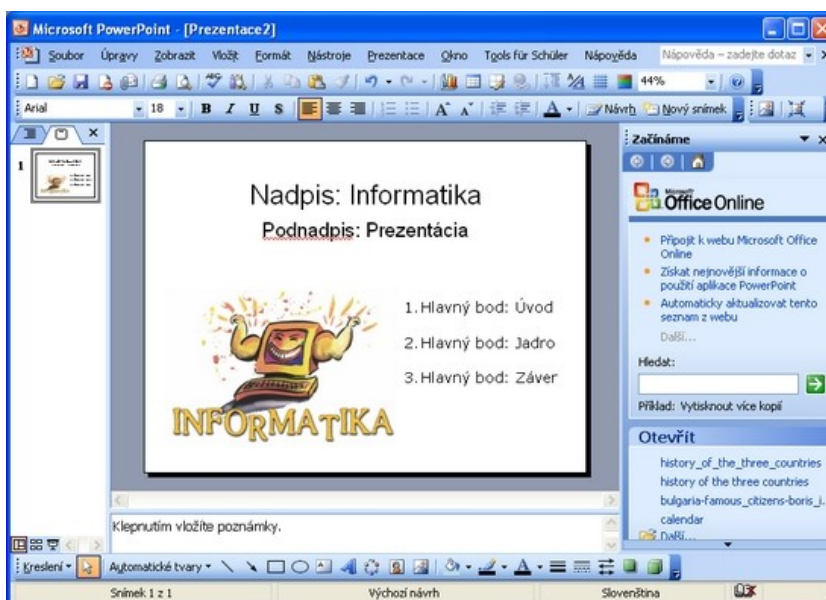 Microsoft PowerPoint - [Prezentace2]
Soubor Úpravy Zobrazit Vložit Formát Nástroje Prezentace Okno Tools für Schüler Nápověda Nápověda – zadejte dotaz
44%
Arial 18 B I U S A A A Návrh Nový snímek
1
Nadpis: Informatika
Podnadpis: Prezentácia
1. Hlavný bod: Úvod
2. Hlavný bod: Jadro
3. Hlavný bod: Záver
INFORMATIKA
Klepnutím vložíte poznámky.
Začínáme
Microsoft
Office Online
Připojit k webu Microsoft Office
Online
Získat nejnovější informace o
použití aplikace PowerPoint
Automaticky aktualizovat tento
seznam z webu
Další...
Hledat:
Příklad: Vytisknout více kopií
Otevřít
history_of_the_three_countries
history of the three countries
bulgaria-famous_citizens-boris_i..
calendar
Další...
Kreslení Automatické tvary A A
Snímek 1 z 1 Výchozí návrh Slovenština